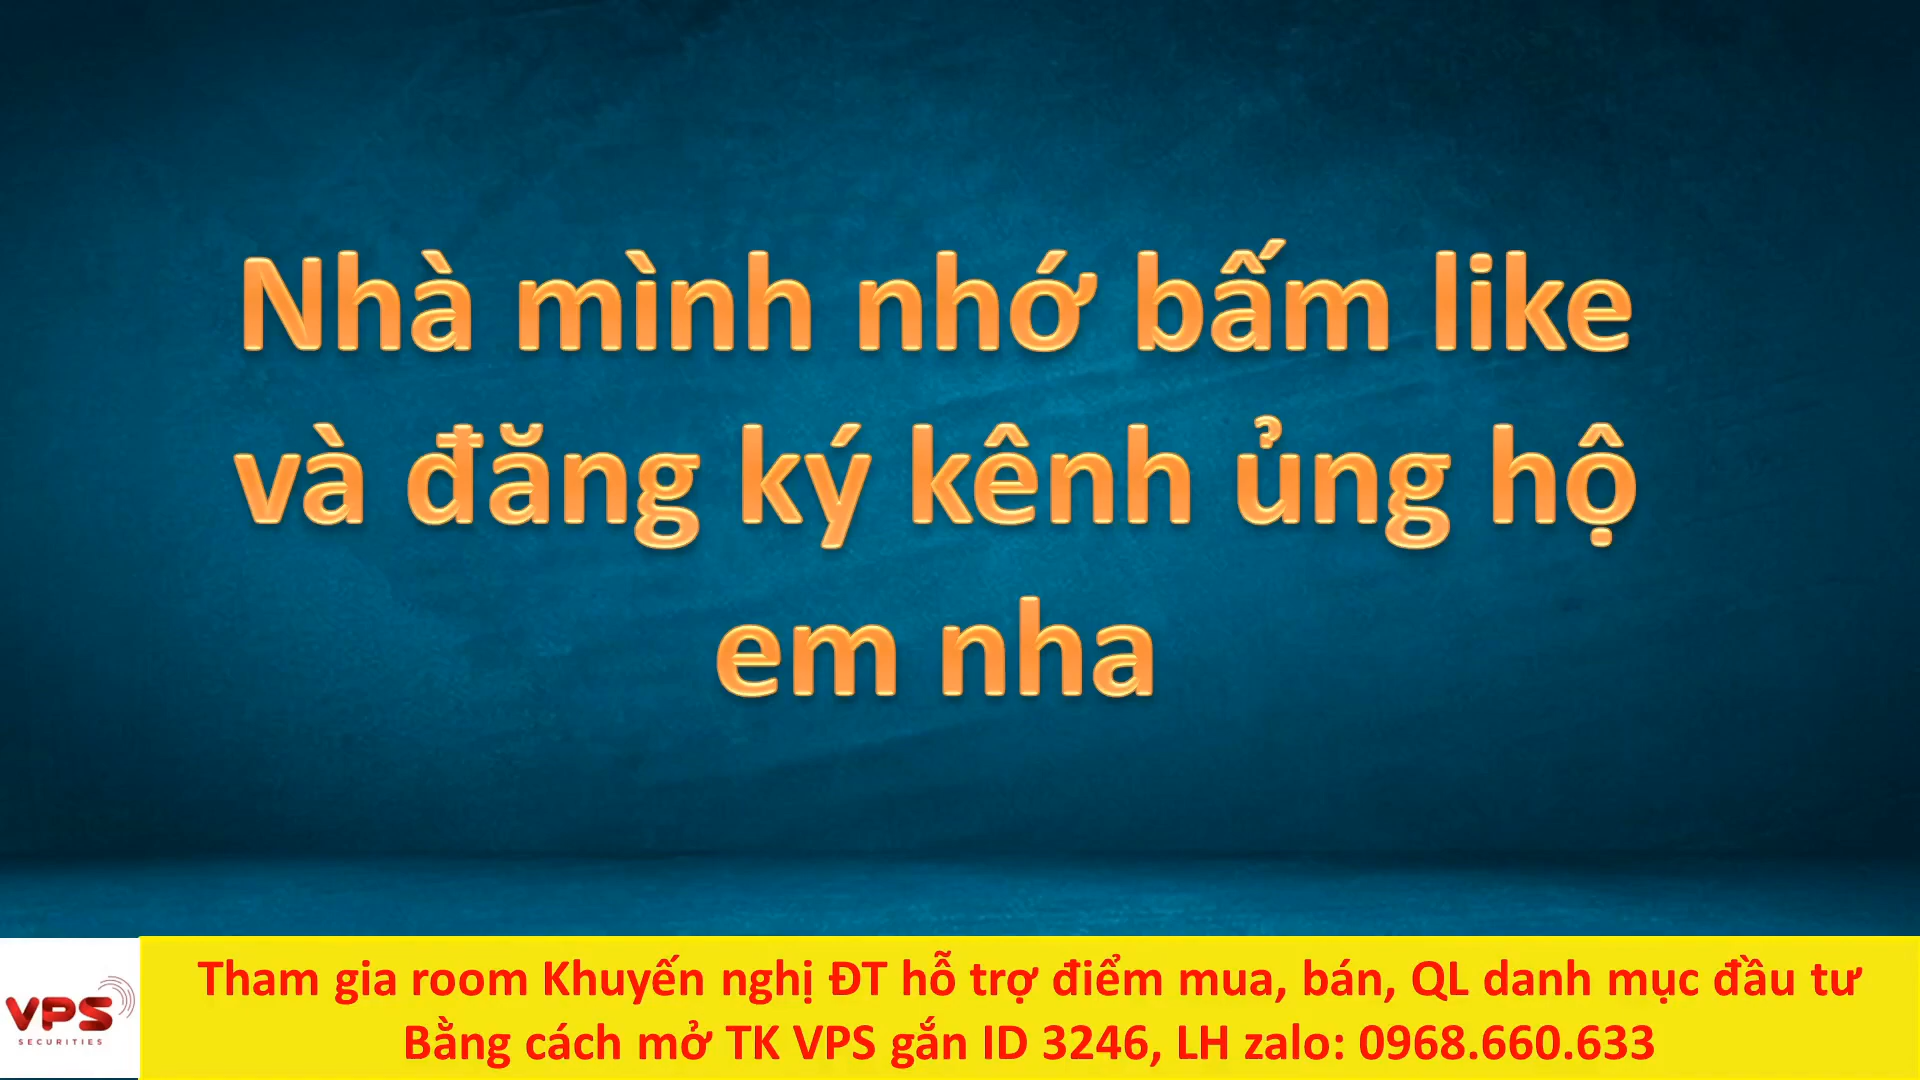 Nhà mình nhớ bấm like
và đăng ký kênh ủng hộ
em nha
VPS
SECURITIES
Tham gia room Khuyến nghị ĐT hỗ trợ điểm mua, bán, QL danh mục đầu tư
Bằng cách mở TK VPS gắn ID 3246, LH zalo: 0968.660.633